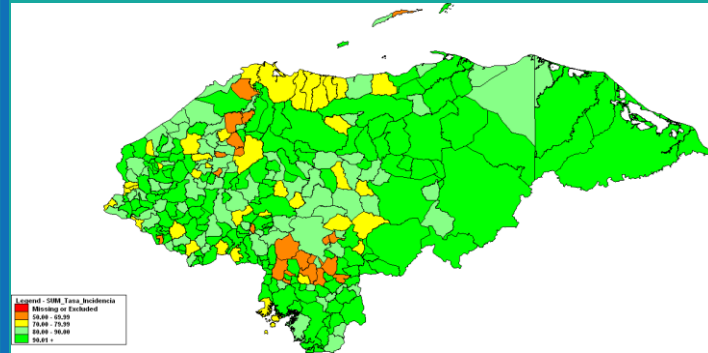 Legend - SUM_Tasa_Incidencia
Missing or Excluded
50.00 - 69.99
70.00 - 79.99
80.00 - 90.00
90.01 +